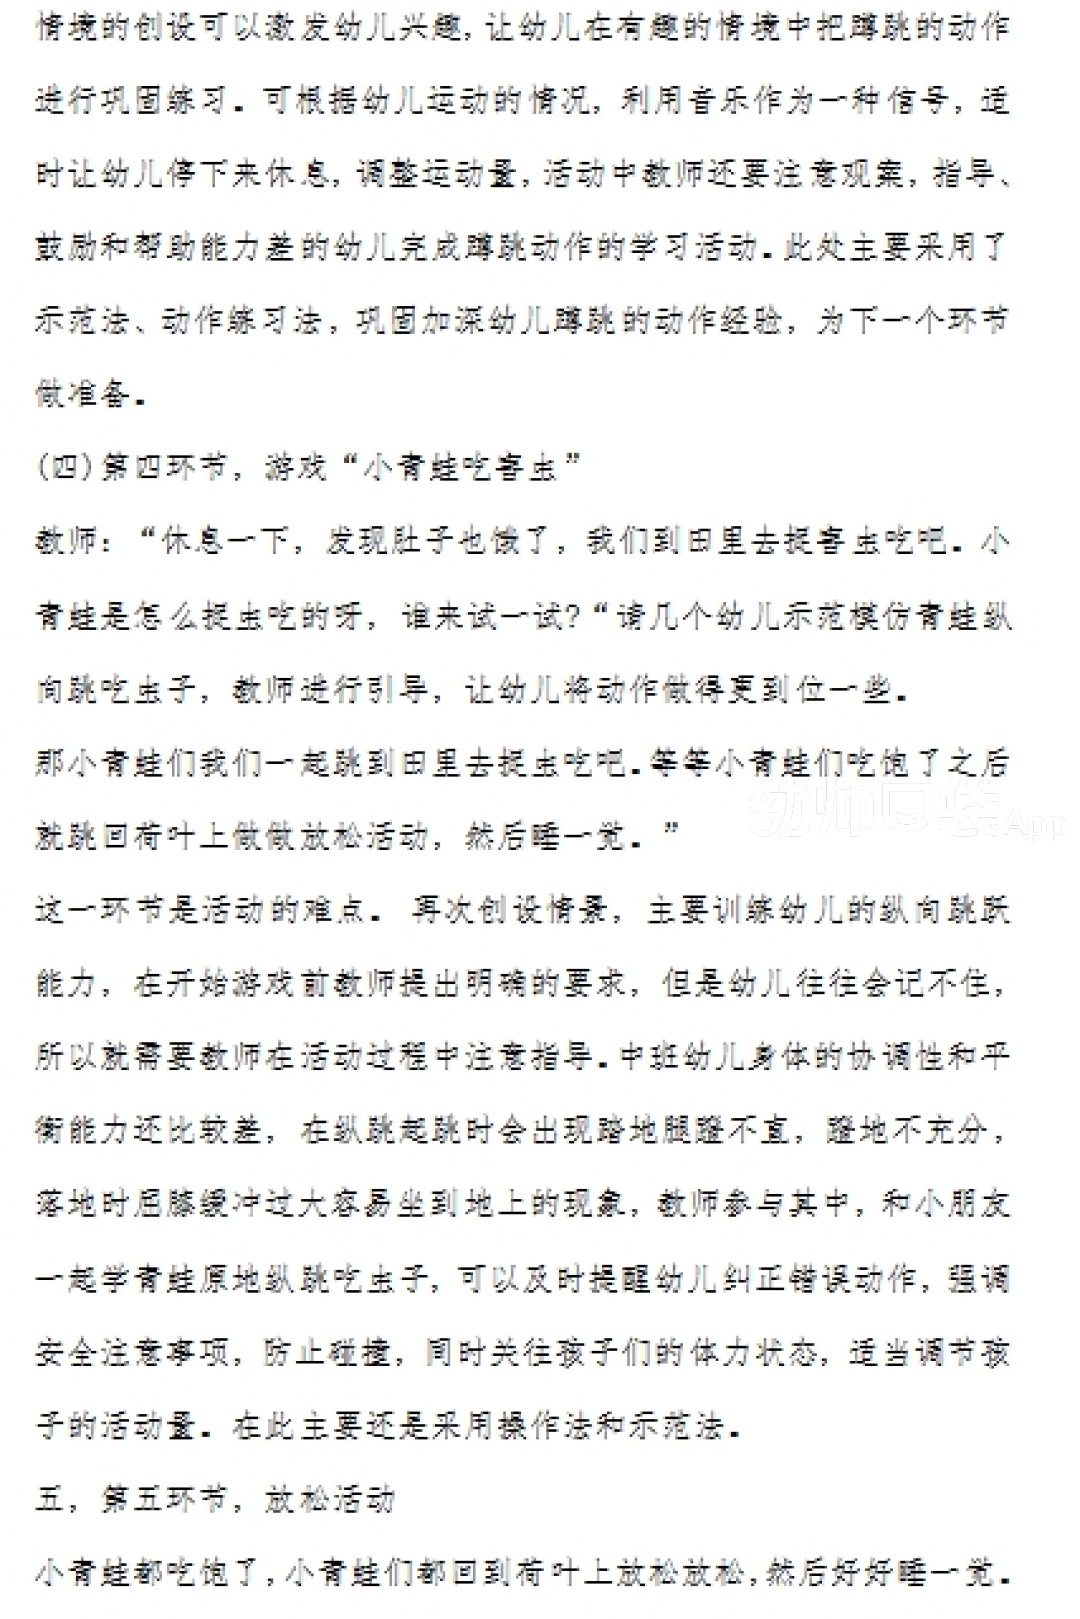 情境的创设可以激发幼儿兴趣,让幼儿在有趣的情境中把蹲跳的动作
进行巩固练习。可根据幼儿运动的情况,利用音乐作为一种信号,适
时让幼儿停下来休息,调整运动量,活动中教师还要注意观案,指导、
鼓励和帮助能力差的幼儿完成蹲跳动作的学习活动。此处主要采用了
示范法、动作练习法,巩固加深幼儿蹲跳的动作经验,为下一个环节
做准备。
(四)第四环节,游戏“小青蛙吃害虫”
教师:“休息一下,发现肚子也饿了,我们到田里去捉害虫吃吧。小
青蛙是怎么捉虫吃的呀,谁来试一试?“请几个幼儿示范模仿青蛙纵
向跳吃虫子,教师进行引导,让幼儿将动作做得更到位一些。
那小青蛙们我们一起跳到田里去捉虫吃吧。等等小青蛙们吃饱了之后
就跳回荷叶上做做放松活动,然后睡一觉。”
幼师口袋App
这一环节是活动的难点。 再次创设情景,主要训练幼儿的纵向跳跃
能力,在开始游戏前教师提出明确的要求,但是幼儿往往会记不住,
所以就需要教师在活动过程中注意指导。中班幼儿身体的协调性和平
衡能力还比较差,在纵跳起跳时会出现踏地腿蹬不直,蹬地不充分,
落地时屈膝缓冲过大容易坐到地上的现象,教师参与其中,和小朋友
一起学青蛙原地纵跳吃虫子,可以及时提醒幼儿纠正错误动作,强调
安全注意事项,防止碰撞,同时关往孩子们的体力状态,适当调节孩
子的活动量。在此主要还是采用操作法和示范法。
五,第五环节,放松活动
小青蛙都吃饱了,小青蛙们都回到荷叶上放松放松,然后好好睡一觉。